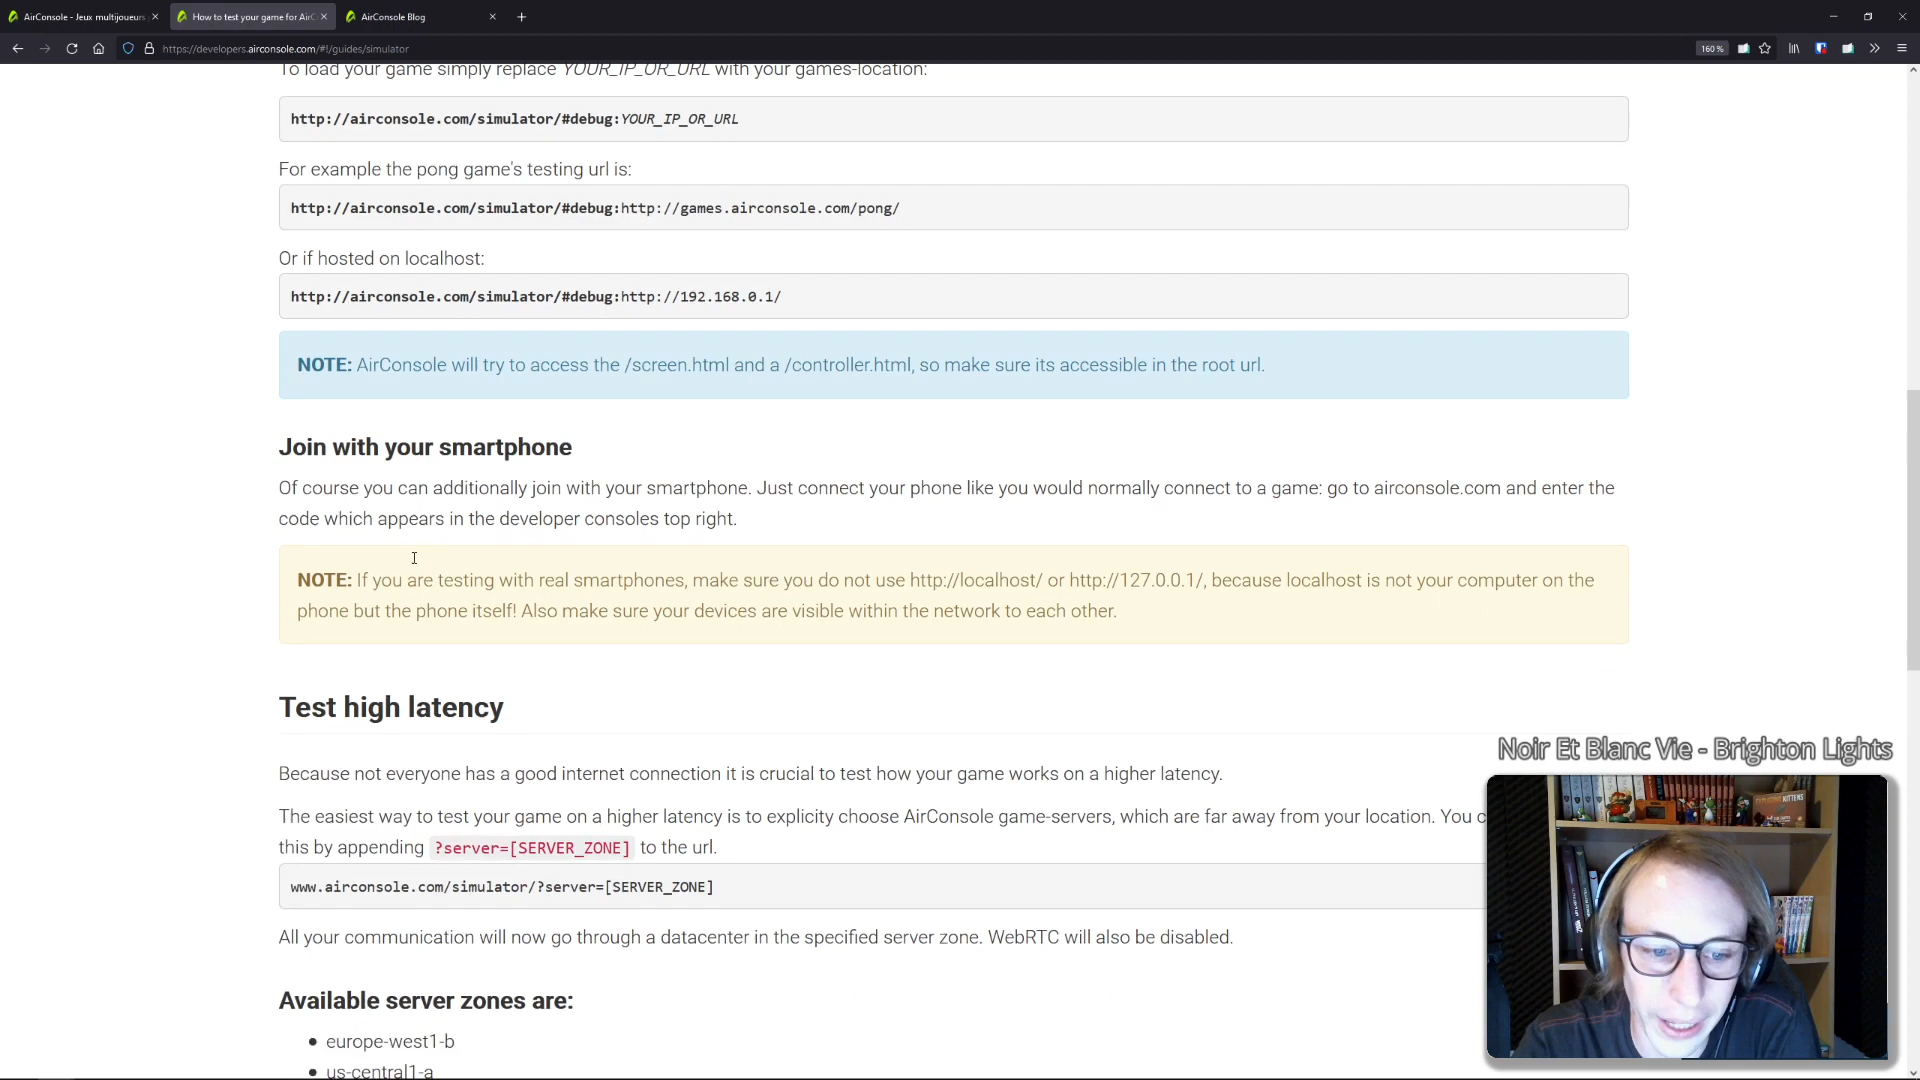 AirConsole - Jeux multijoueurs
How to test your game for AirC
AirConsole Blog
https://developers.airconsole.com/#!/guides/simulator
160 %
To load your game simply replace YOUR_IP_OR_URL with your games-location:
http://airconsole.com/simulator/#debug:YOUR_IP_OR_URL
For example the pong game's testing url is:
http://airconsole.com/simulator/#debug:http://games.airconsole.com/pong/
Or if hosted on localhost:
http://airconsole.com/simulator/#debug:http://192.168.0.1/
NOTE: AirConsole will try to access the /screen.html and a /controller.html, so make sure its accessible in the root url.
Join with your smartphone
Of course you can additionally join with your smartphone. Just connect your phone like you would normally connect to a game: go to airconsole.com and enter the
code which appears in the developer consoles top right.
NOTE: If you are testing with real smartphones, make sure you do not use http://localhost/ or http://127.0.0.1/, because localhost is not your computer on the
phone but the phone itself! Also make sure your devices are visible within the network to each other.
Test high latency
Because not everyone has a good internet connection it is crucial to test how your game works on a higher latency.
The easiest way to test your game on a higher latency is to explicity choose AirConsole game-servers, which are far away from your location. You c
this by appending ?server=[SERVER_ZONE] to the url.
www.airconsole.com/simulator/?server=[SERVER_ZONE]
All your communication will now go through a datacenter in the specified server zone. WebRTC will also be disabled.
Available server zones are:
europe-west1-b
us-central1-a
Noir Et Blanc Vie - Brighton Lights